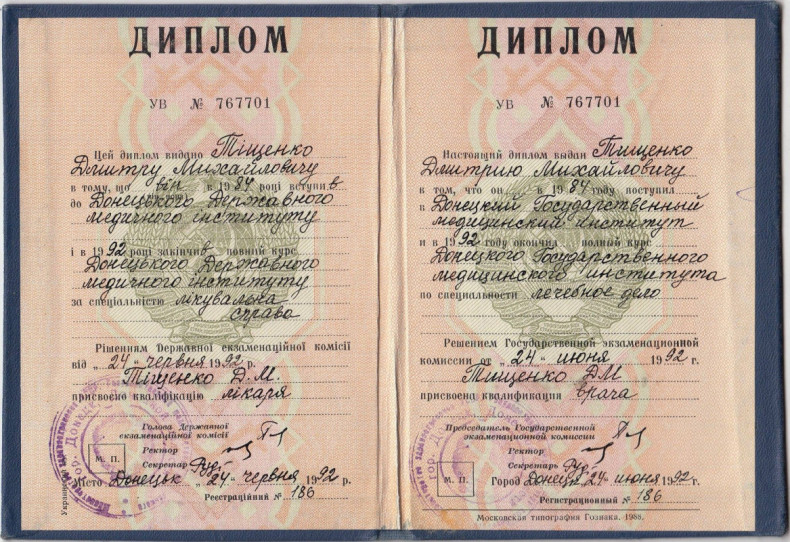 ДИПЛОМ
УВ № 767701
Цей диплом видано Тіщенко
Дмитру Михайловичу
в тому, що він в 1984 році вступив
до Донецького Державного
медичного інституту
і в 1992 році закінчив повний курс
Донецького Державного
медичного інституту
за спеціальністю лікувальна
справа
Рішенням Державної екзаменаційної комісії
від „24" червня 1992 р.
Тіщенко Д.М.
присвоєно кваліфікацію лікаря
Голова Державної
екзаменаційної комісії
Ректор
Секретар
М. П.
Місто Донецьк „24" червня 1992 р.
Реєстраційний № 186
ДИПЛОМ
УВ № 767701
Настоящий диплом выдан Тищенко
Дмитрию Михайловичу
в том, что он в 1984 году поступил
в Донецкий Государственный
медицинский институт
и в 1992 году окончил полный курс
Донецкого Государственного
медицинского института
по специальности лечебное дело
Решением Государственной экзаменационной
комиссии от „24" июня 1992 г.
Тищенко ДМ
присвоена квалификация врача
Председатель Государственной
экзаменационной комиссии
Ректор
Секретарь
М. П.
Город Донецк „24" июня 1992 г.
Регистрационный № 186
Московская типография Гознака. 1988.